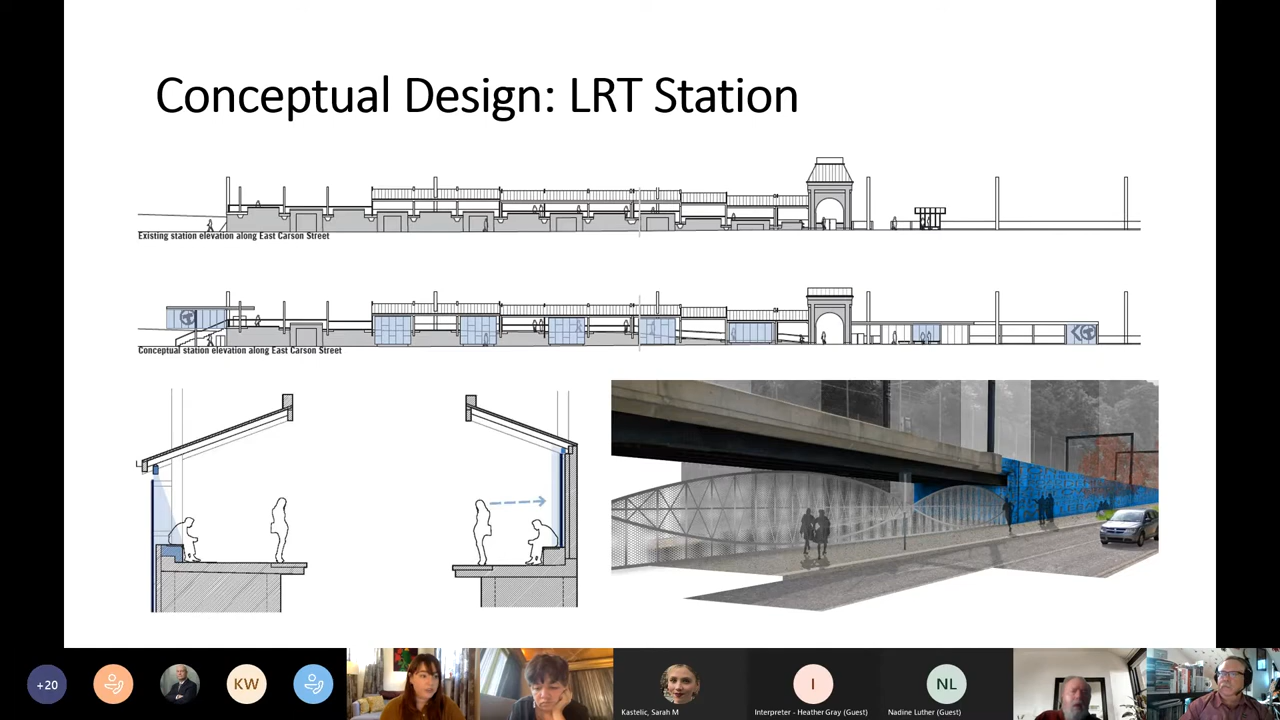 Conceptual Design: LRT Station
Existing station elevation along East Carson Street
Conceptual station elevation along East Carson Street
+20
KW
Kastelic, Sarah M
I
Interpreter - Heather Gray (Guest)
NL
Nadine Luther (Guest)